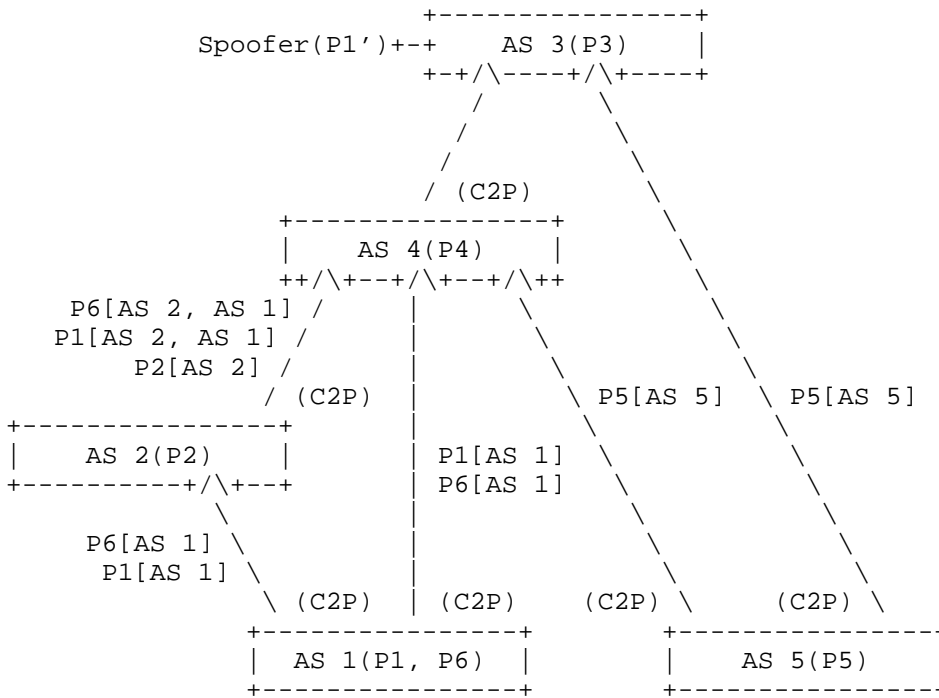 Spoofer(P1')+-+ AS 3(P3)
(C2P)
AS 4(P4)
P6[AS 2, AS 1]
P1[AS 2, AS 1]
P2[AS 2]
(C2P) P5[AS 5] P5[AS 5]
AS 2(P2) P1[AS 1]
P6[AS 1]
P6[AS 1]
P1[AS 1]
(C2P) (C2P) (C2P) (C2P)
AS 1(P1, P6) AS 5(P5)